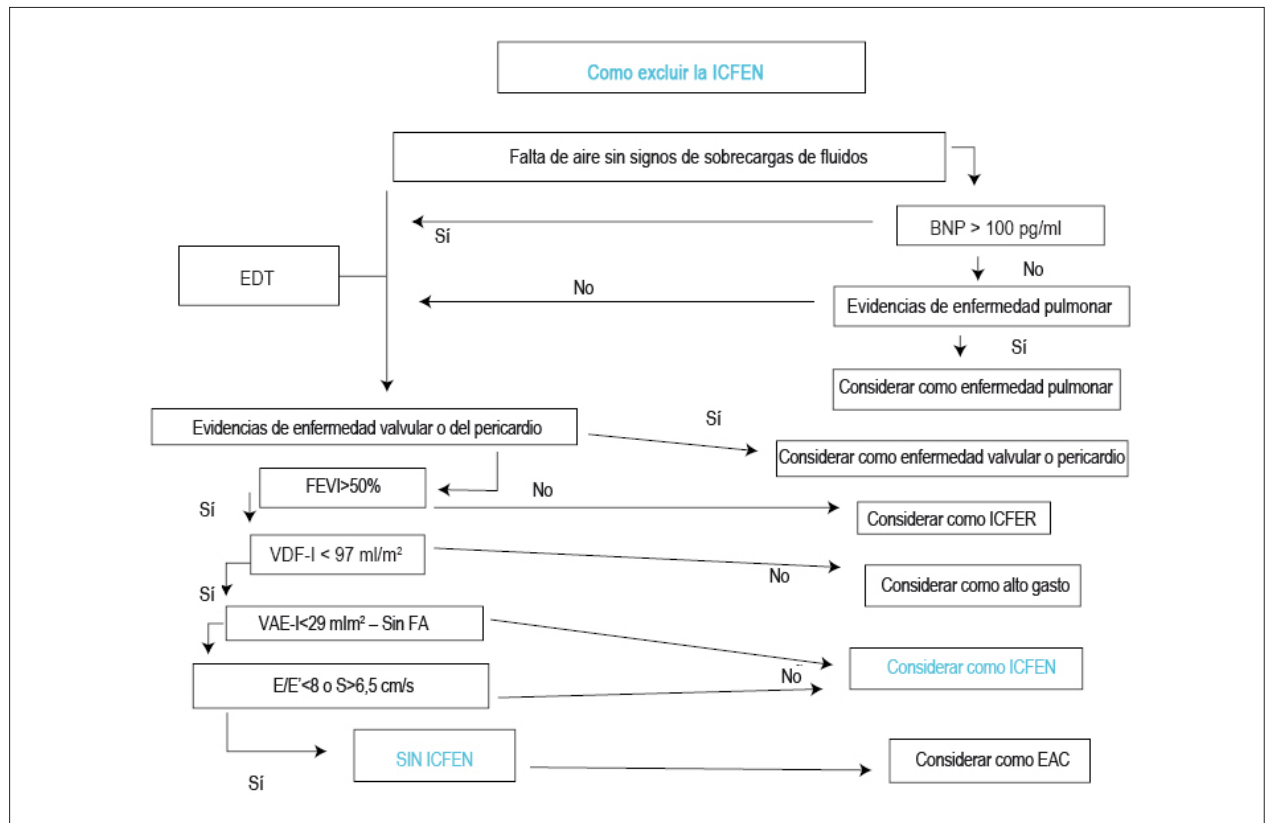 Como excluir la ICFEN
Falta de aire sin signos de sobrecargas de fluidos
BNP > 100 pg/ml
Sí
No
EDT
No
Evidencias de enfermedad pulmonar
Sí
Considerar como enfermedad pulmonar
Evidencias de enfermedad valvular o del pericardio
Sí
Considerar como enfermedad valvular o pericardio
FEVI>50%
No
Sí
Considerar como ICFER
VDF-I < 97 ml/m²
No
Considerar como alto gasto
Sí
VAE-I<29 mlm² – Sin FA
Considerar como ICFEN
E/E'<8 o S>6,5 cm/s
No
SIN ICFEN
Considerar como EAC
Sí